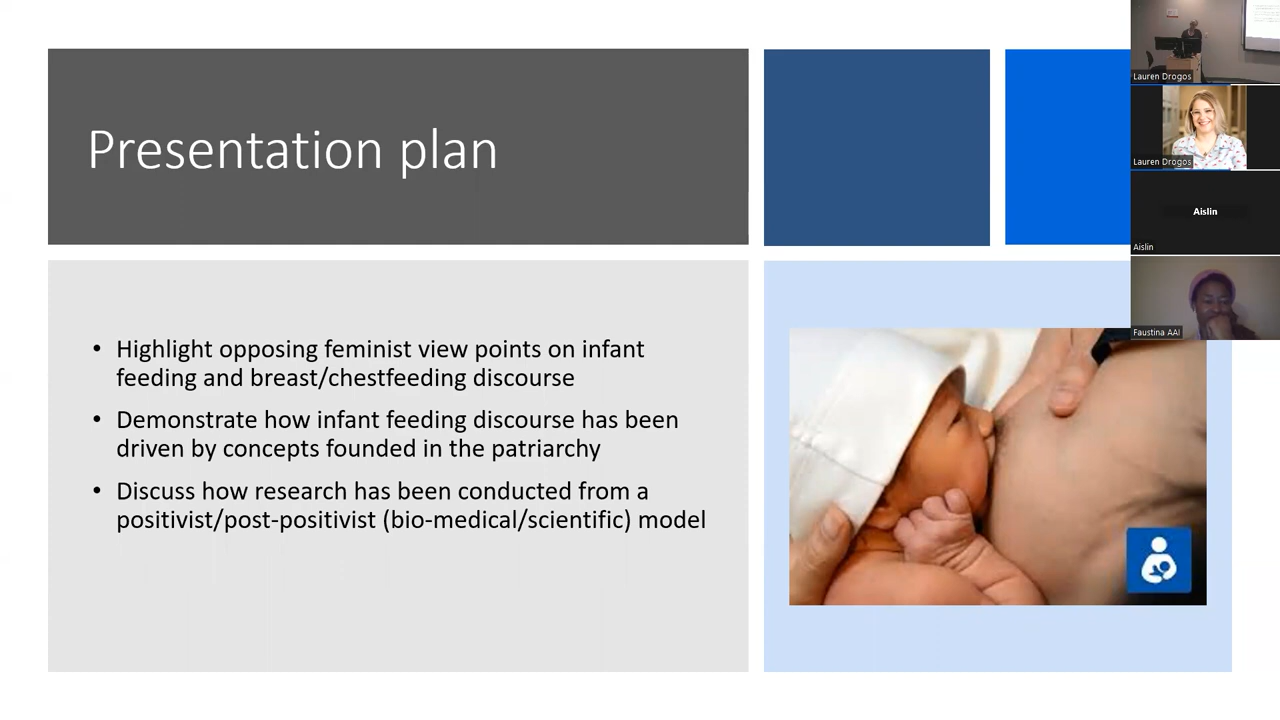 Presentation plan
• Highlight opposing feminist view points on infant
feeding and breast/chestfeeding discourse
• Demonstrate how infant feeding discourse has been
driven by concepts founded in the patriarchy
• Discuss how research has been conducted from a
positivist/post-positivist (bio-medical/scientific) model
Lauren Drogos
Lauren Drogos
Aislin
Aislin
Faustina AAI